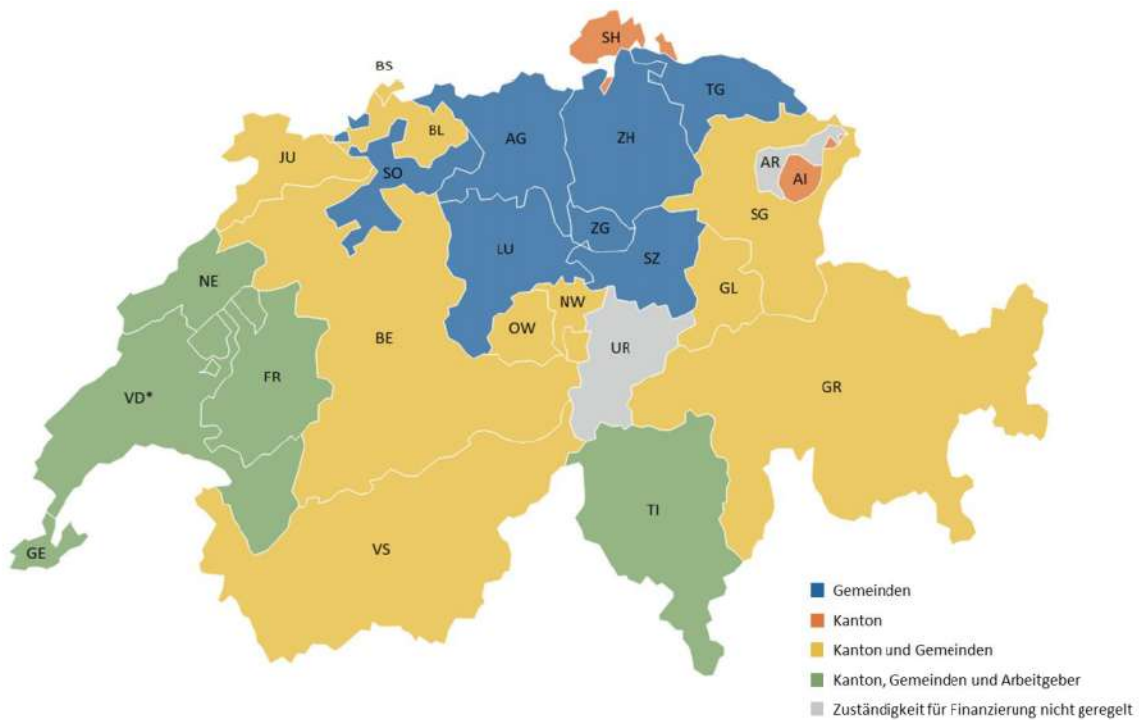 SH
BS
TG
BL
AG
ZH
JU
AR
SO
AI
SG
ZG
LU
SZ
NE
GL
NW
OW
BE
UR
FR
GR
VD*
TI
GE
VS
Gemeinden
Kanton
Kanton und Gemeinden
Kanton, Gemeinden und Arbeitgeber
Zuständigkeit für Finanzierung nicht geregelt